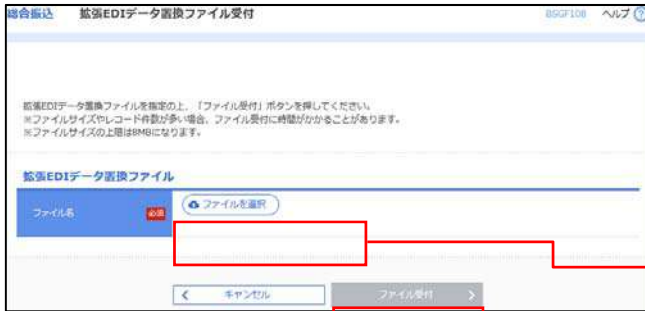 総合振込 拡張EDIデータ置換ファイル受付 BSGF108 ヘルプ ?
拡張EDIデータ置換ファイルを指定の上、「ファイル受付」ボタンを押してください。
※ファイルサイズやレコード件数が多い場合、ファイル受付に時間がかかることがあります。
※ファイルサイズの上限は8MBになります。
拡張EDIデータ置換ファイル
ファイル名 必須 ファイルを選択
キャンセル ファイル受付